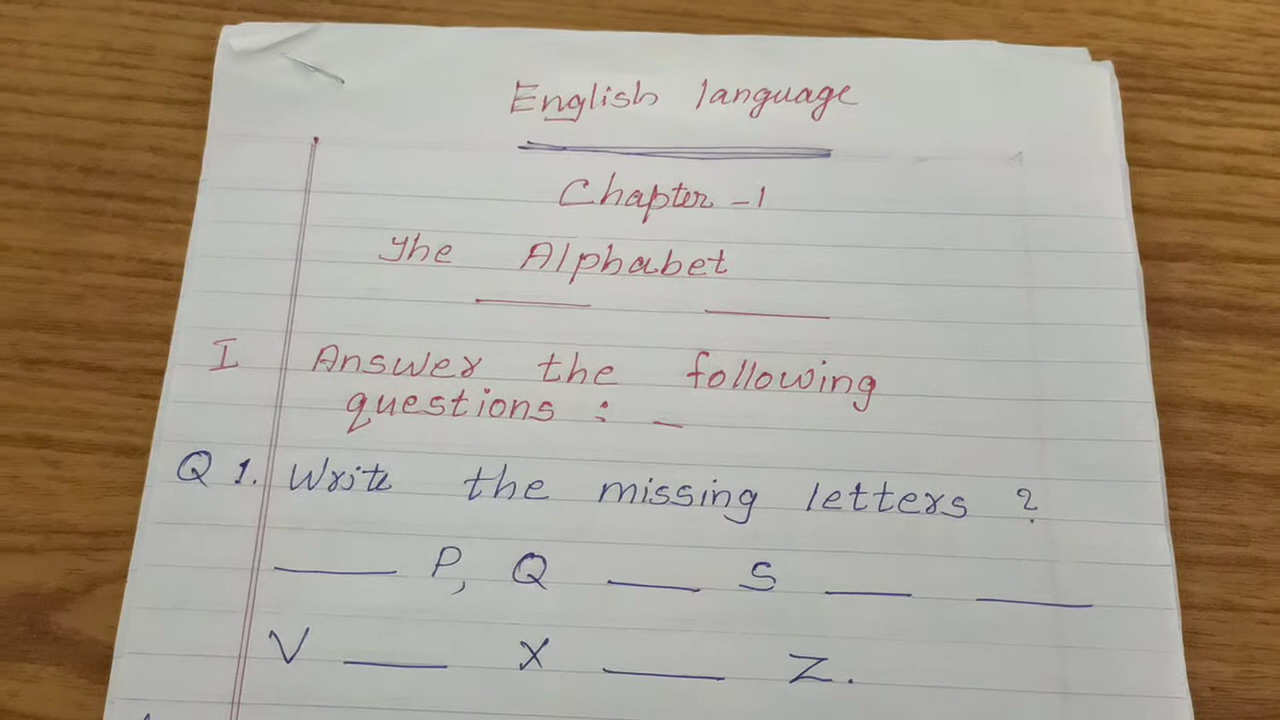 English language
Chapter -1
The Alphabet
I Answer the following
questions : -
Q 1. Write the missing letters ?
____ P, Q ____ S ____ ____
V ____ X ____ Z.